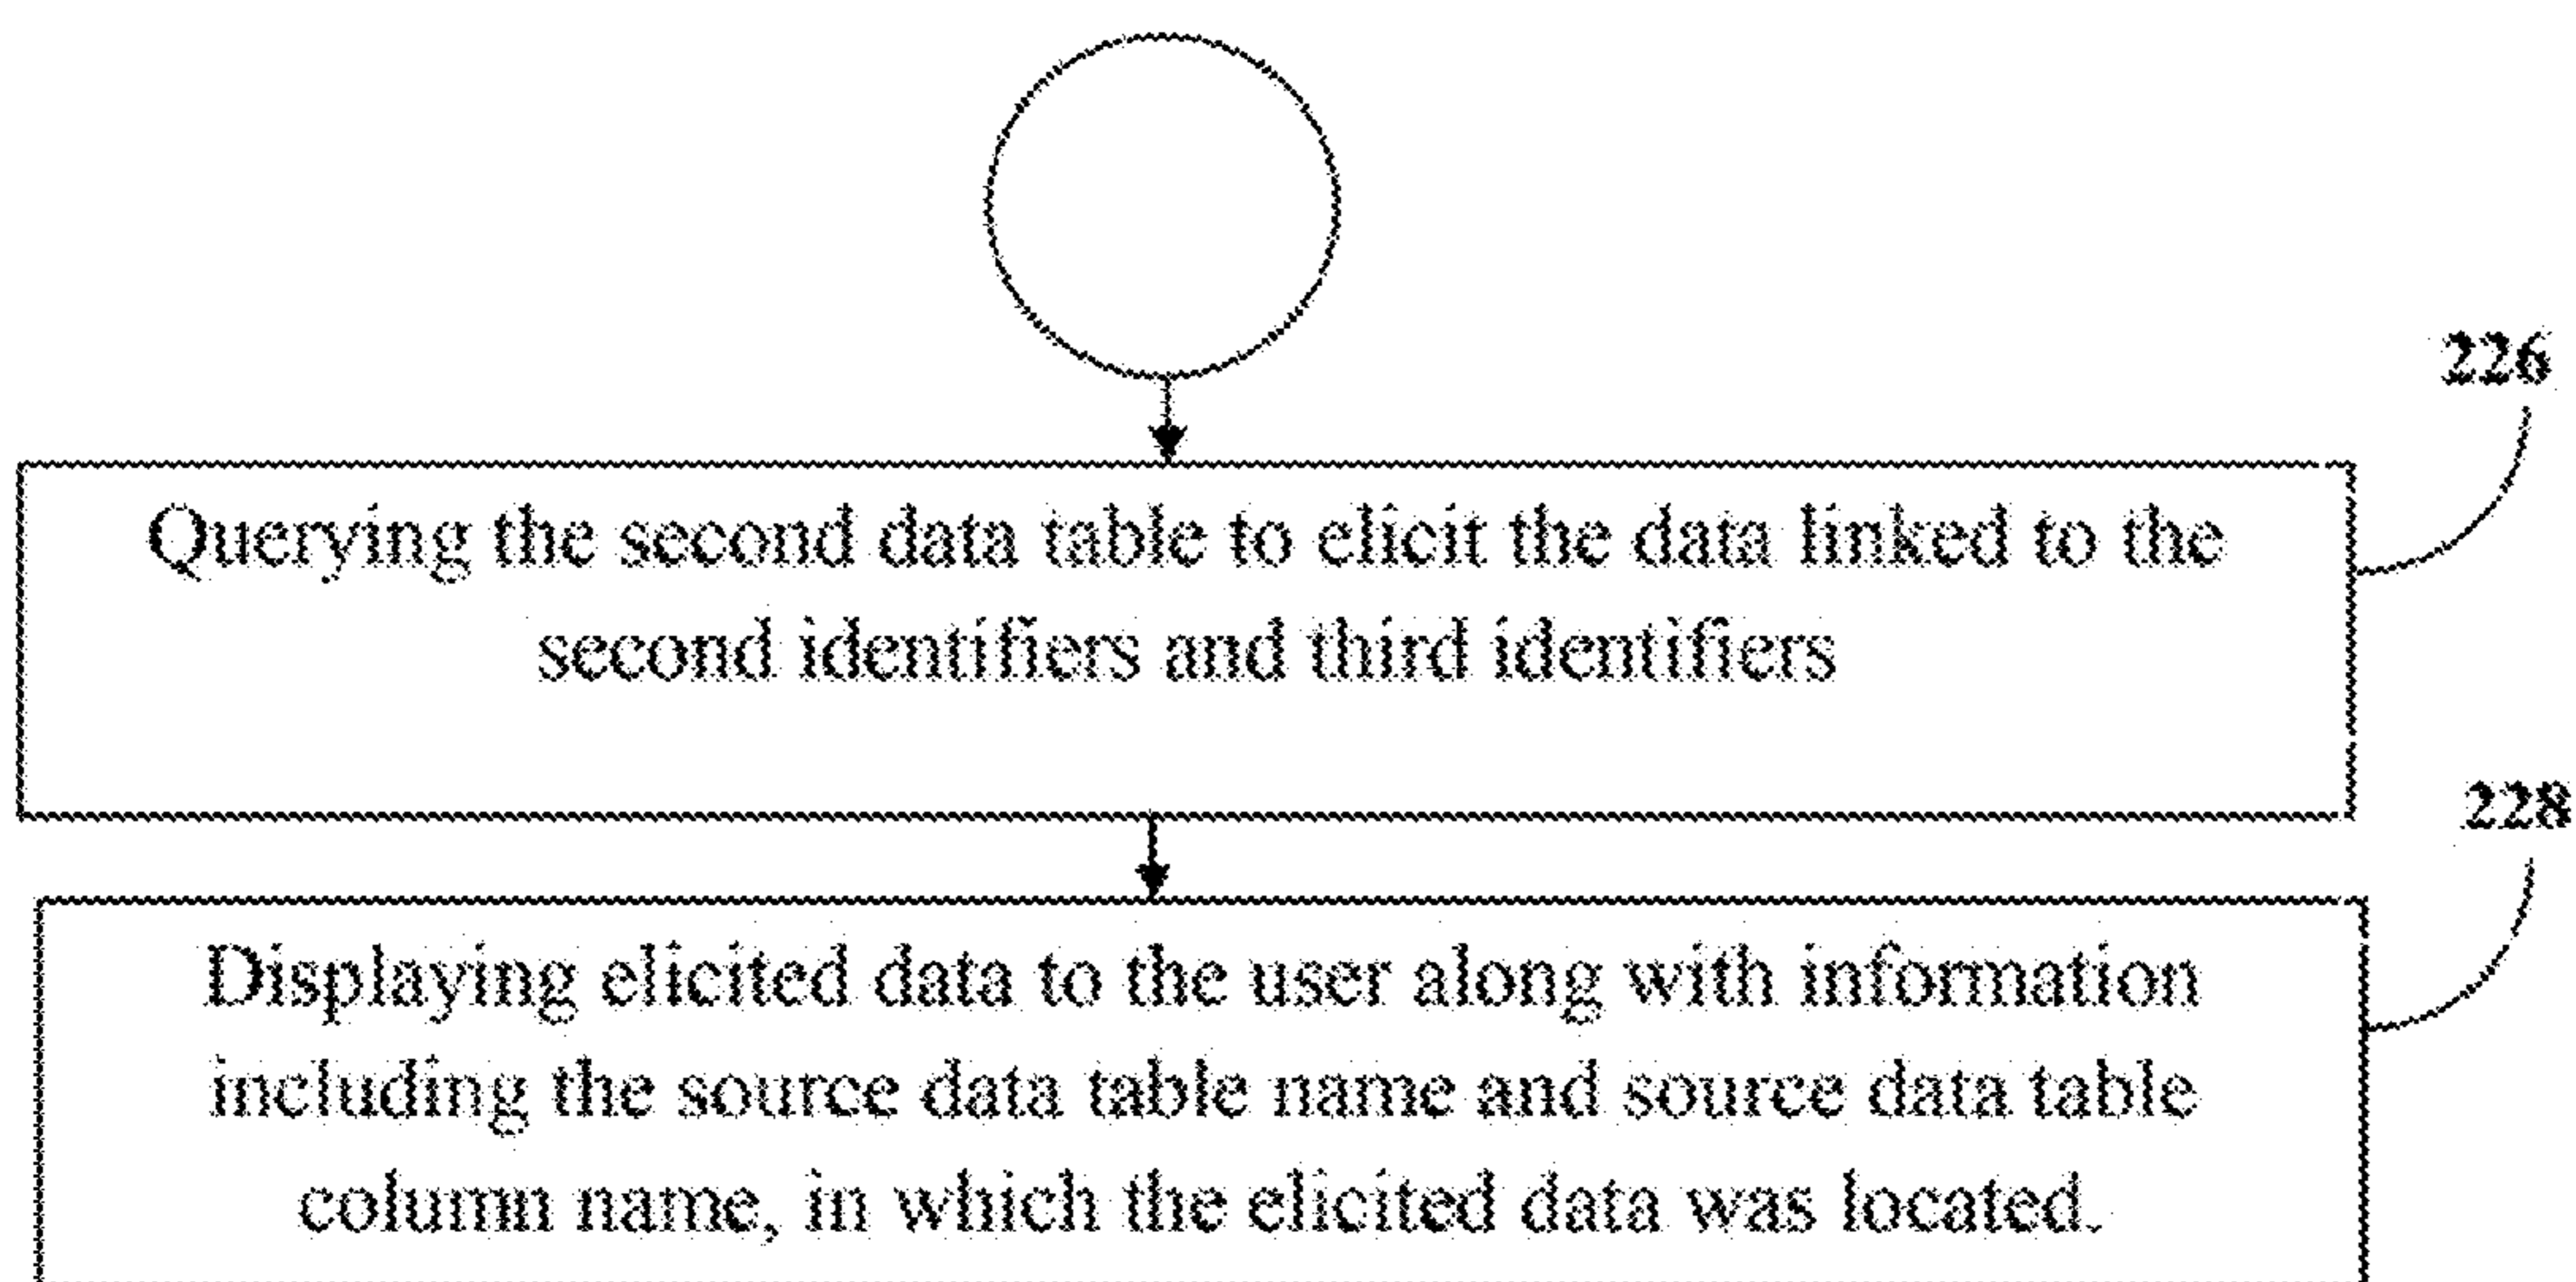 226
Querying the second data table to elicit the data linked to the
second identifiers and third identifiers
228
Displaying elicited data to the user along with information
including the source data table name and source data table
column name, in which the elicited data was located.